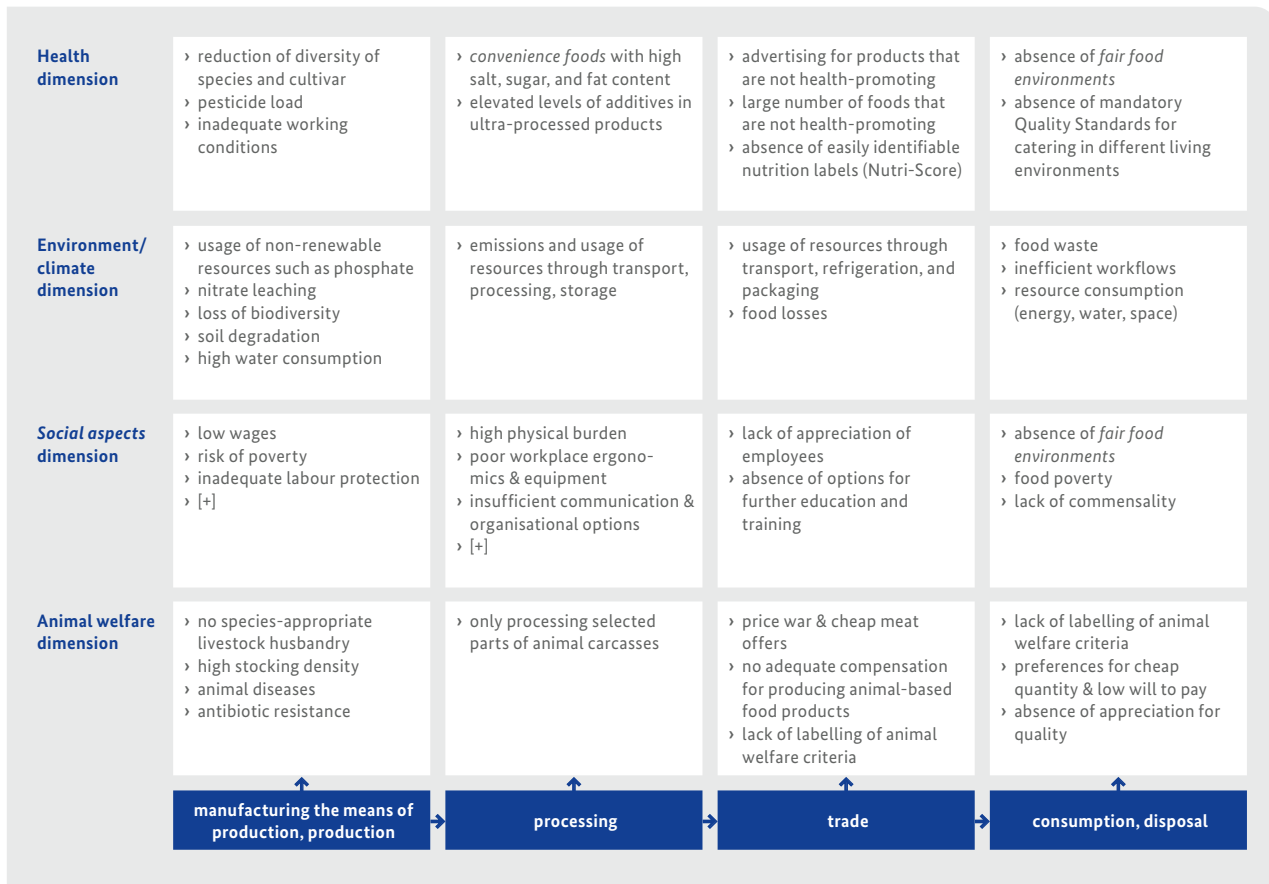 Health
dimension
› reduction of diversity of
species and cultivar
› pesticide load
› inadequate working
conditions
› convenience foods with high
salt, sugar, and fat content
› elevated levels of additives in
ultra-processed products
› advertising for products that
are not health-promoting
› large number of foods that
are not health-promoting
› absence of easily identifiable
nutrition labels (Nutri-Score)
› absence of fair food
environments
› absence of mandatory
Quality Standards for
catering in different living
environments
Environment/
climate
dimension
› usage of non-renewable
resources such as phosphate
› nitrate leaching
› loss of biodiversity
› soil degradation
› high water consumption
› emissions and usage of
resources through transport,
processing, storage
› usage of resources through
transport, refrigeration, and
packaging
› food losses
› food waste
› inefficient workflows
› resource consumption
(energy, water, space)
Social aspects
dimension
› low wages
› risk of poverty
› inadequate labour protection
› [+]
› high physical burden
› poor workplace ergono-
mics & equipment
› insufficient communication &
organisational options
› [+]
› lack of appreciation of
employees
› absence of options for
further education and
training
› absence of fair food
environments
› food poverty
› lack of commensality
Animal welfare
dimension
› no species-appropriate
livestock husbandry
› high stocking density
› animal diseases
› antibiotic resistance
› only processing selected
parts of animal carcasses
› price war & cheap meat
offers
› no adequate compensation
for producing animal-based
food products
› lack of labelling of animal
welfare criteria
› lack of labelling of animal
welfare criteria
› preferences for cheap
quantity & low will to pay
› absence of appreciation for
quality
manufacturing the means of
production, production
processing
trade
consumption, disposal